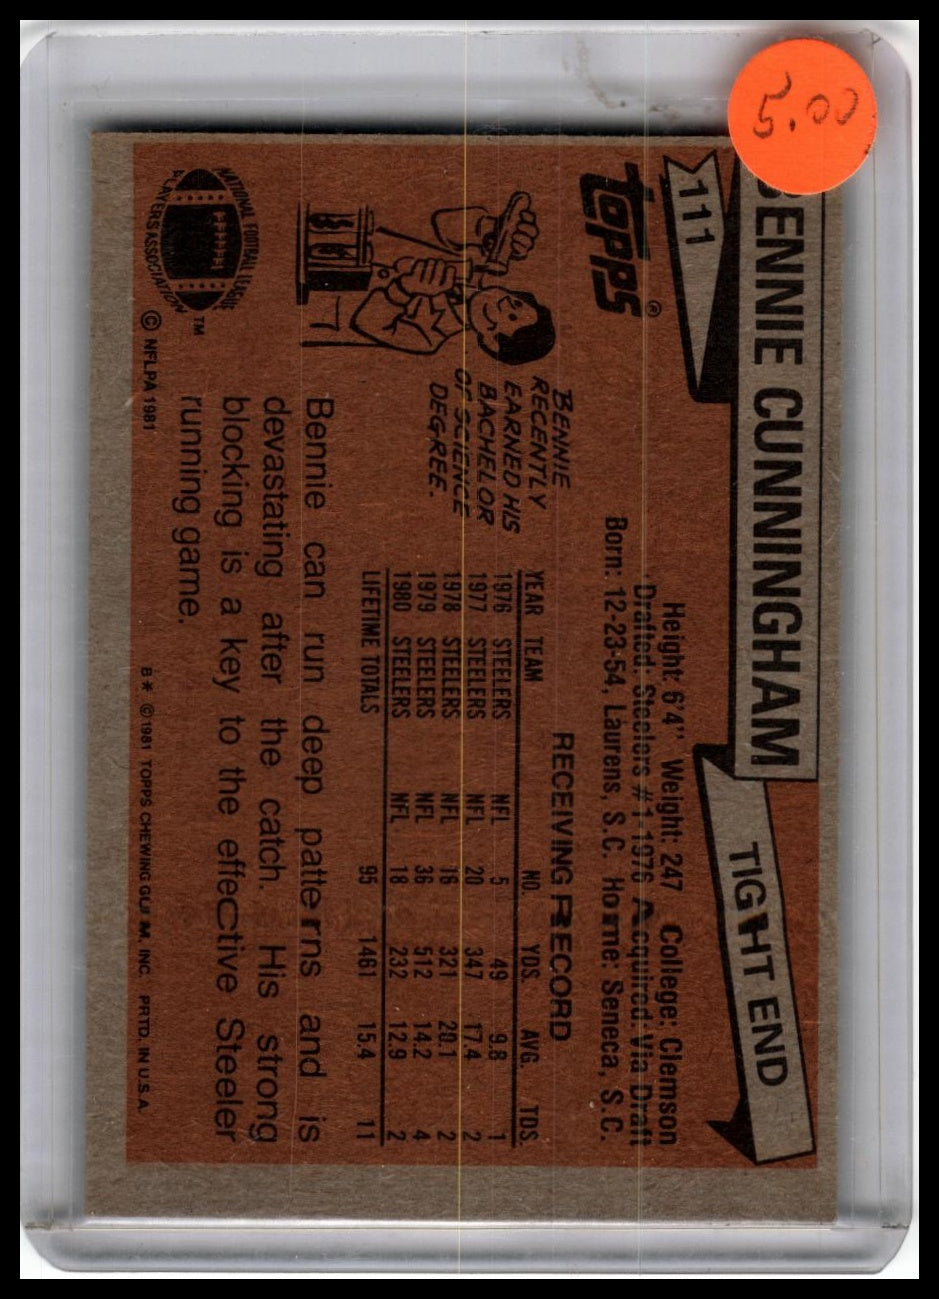 5.00
BENNIE CUNNINGHAM
TIGHT END
111
TOPPS®
Height: 6'4" Weight: 247 College: Clemson
Drafted: Steelers #1-1976 Acquired: Via Draft
Born: 12-23-54, Laurens, S.C. Home: Seneca, S.C.
BENNIE
RECENTLY
EARNED HIS
BACHELOR
OF SCIENCE
DEGREE.
RECEIVING RECORD
YEAR TEAM NO. YDS. AVG. TDS.
1976 STEELERS NFL 5 49 9.8 1
1977 STEELERS NFL 20 347 17.4 2
1978 STEELERS NFL 16 321 20.1 2
1979 STEELERS NFL 36 512 14.2 4
1980 STEELERS NFL 18 232 12.9 2
LIFETIME TOTALS 95 1461 15.4 11
Bennie can run deep patterns and is
devastating after the catch. His strong
blocking is a key to the effective Steeler
running game.
NATIONAL FOOTBALL LEAGUE
PLAYERS ASSOCIATION
TM
© NFLPA 1981
B* ©1981 TOPPS CHEWING GUM, INC. PRTD. IN U.S.A.